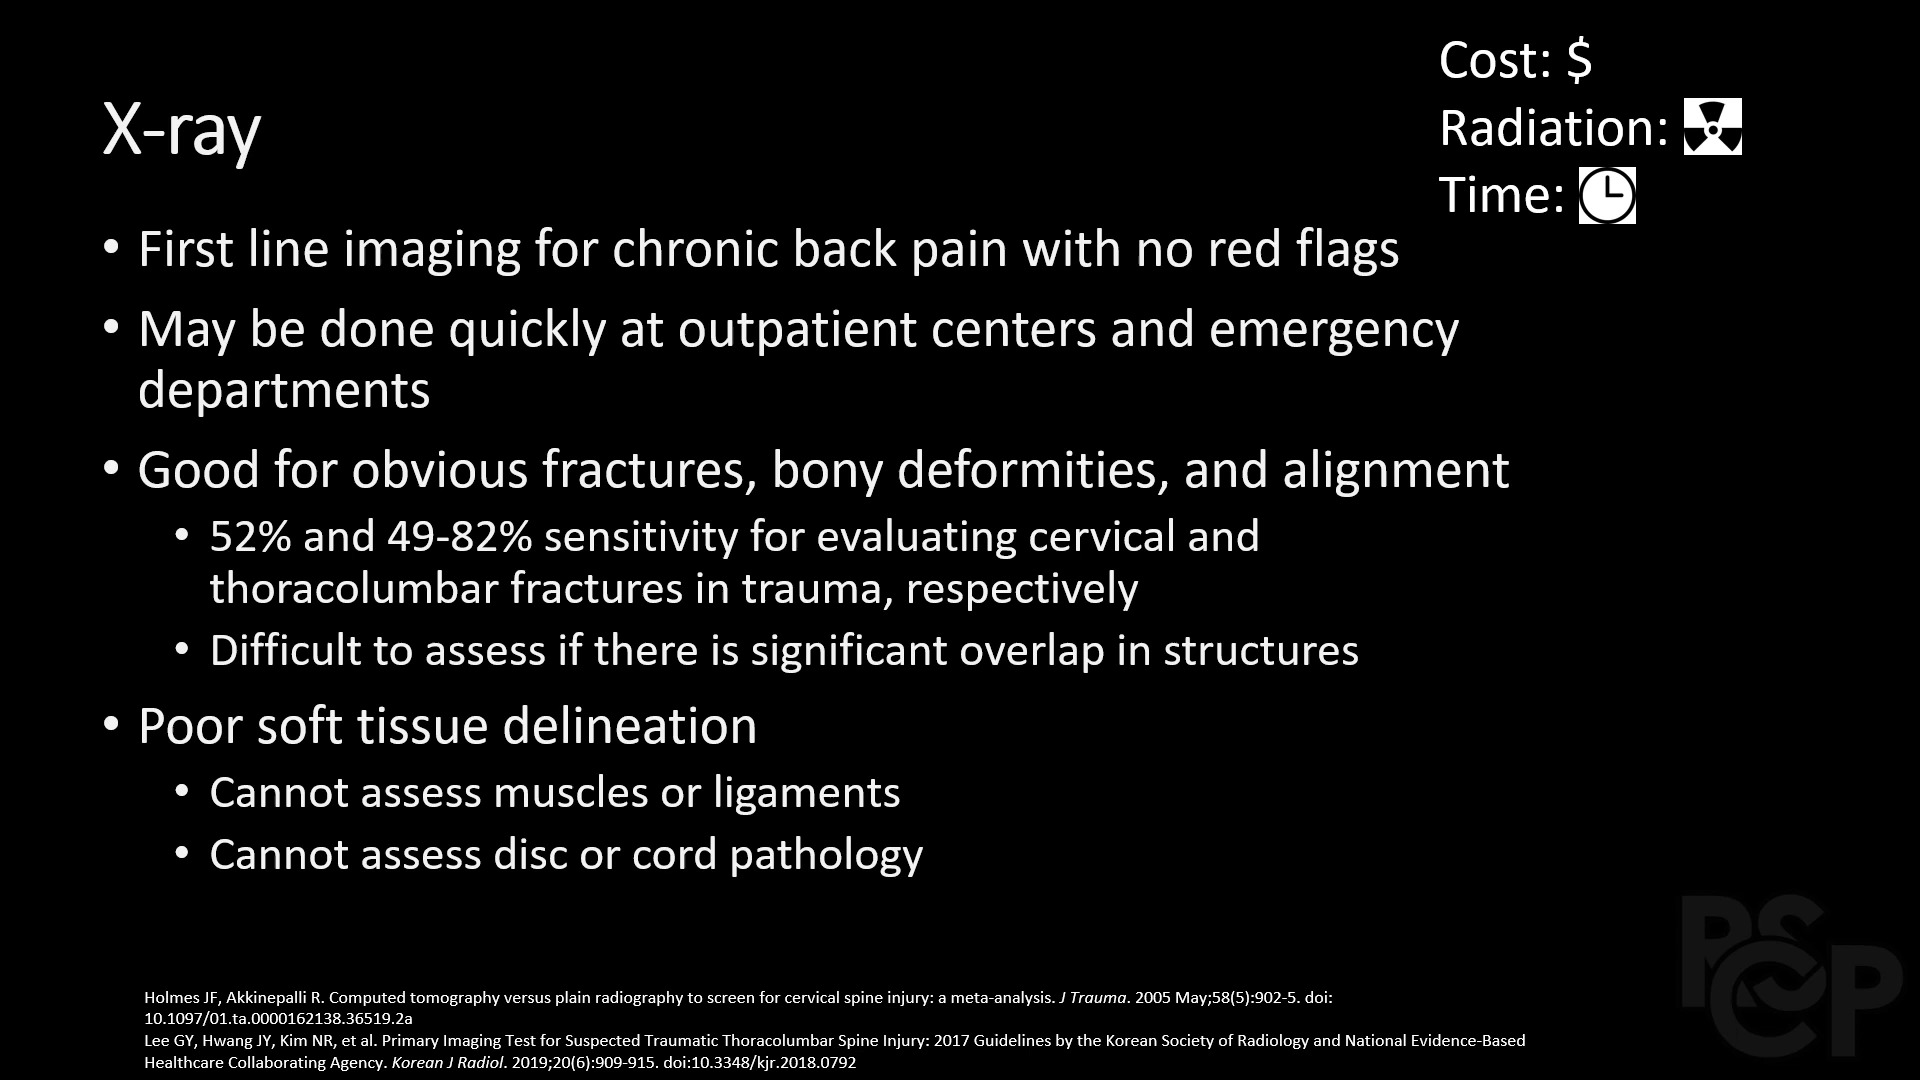 X-ray
Cost: $
Radiation:
Time:
• First line imaging for chronic back pain with no red flags
• May be done quickly at outpatient centers and emergency
departments
• Good for obvious fractures, bony deformities, and alignment
• 52% and 49-82% sensitivity for evaluating cervical and
thoracolumbar fractures in trauma, respectively
• Difficult to assess if there is significant overlap in structures
• Poor soft tissue delineation
• Cannot assess muscles or ligaments
• Cannot assess disc or cord pathology
Holmes JF, Akkinepalli R. Computed tomography versus plain radiography to screen for cervical spine injury: a meta-analysis. J Trauma. 2005 May;58(5):902-5. doi:
10.1097/01.ta.0000162138.36519.2a
Lee GY, Hwang JY, Kim NR, et al. Primary Imaging Test for Suspected Traumatic Thoracolumbar Spine Injury: 2017 Guidelines by the Korean Society of Radiology and National Evidence-Based
Healthcare Collaborating Agency. Korean J Radiol. 2019;20(6):909-915. doi:10.3348/kjr.2018.0792
PSCP